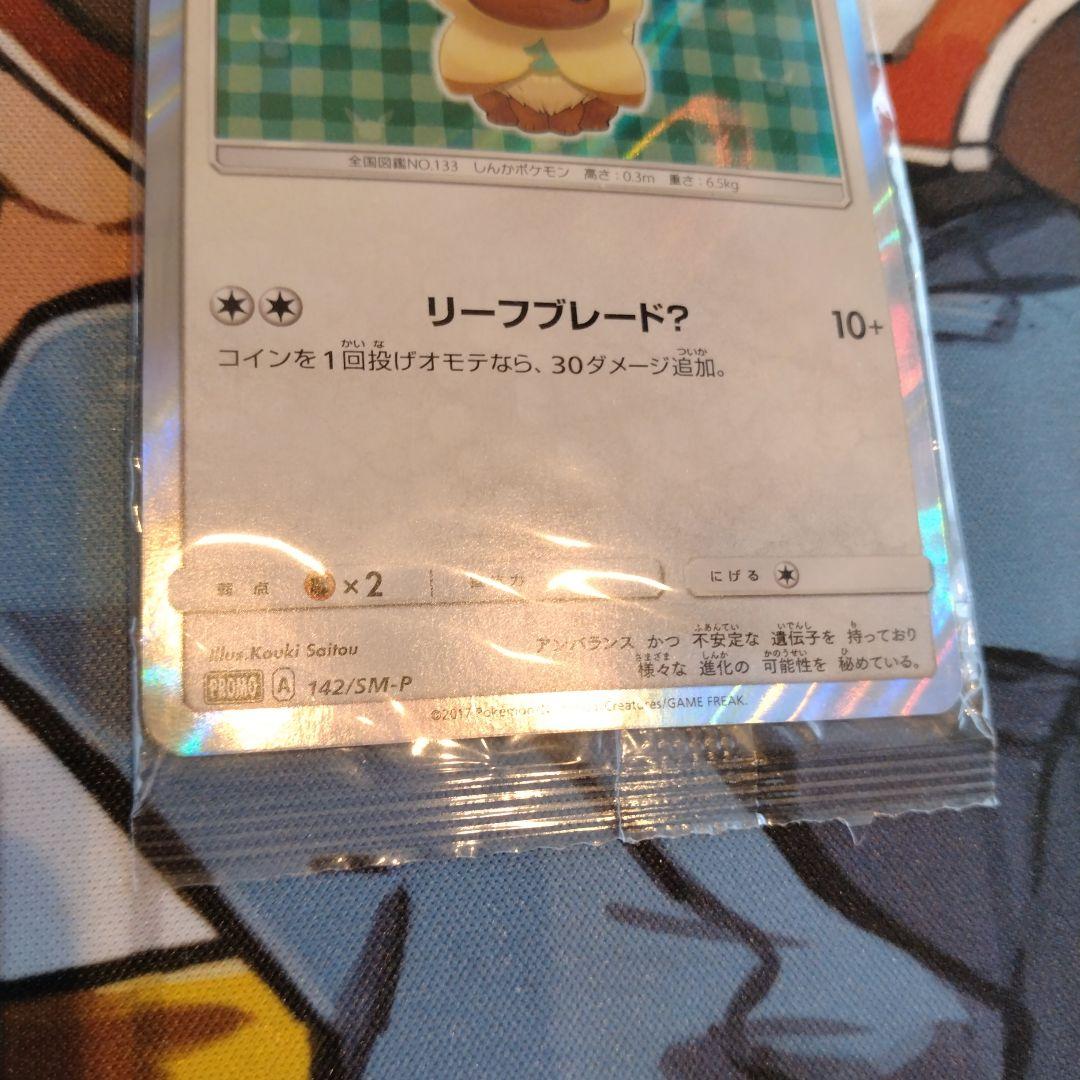 全国図鑑NO.133 しんかポケモン 高さ:0.3m 重さ:6.5kg
リーフブレード? 10+
コインを1回投げオモテなら、30ダメージ追加。
弱点 ×2 にげる
Illus.Kouki Saitou
アンバランス かつ 不安定な 遺伝子を 持っており
様々な 進化の 可能性を 秘めている。
PROMO A 142/SM-P
©2017 Pokémon Creatures/GAME FREAK.